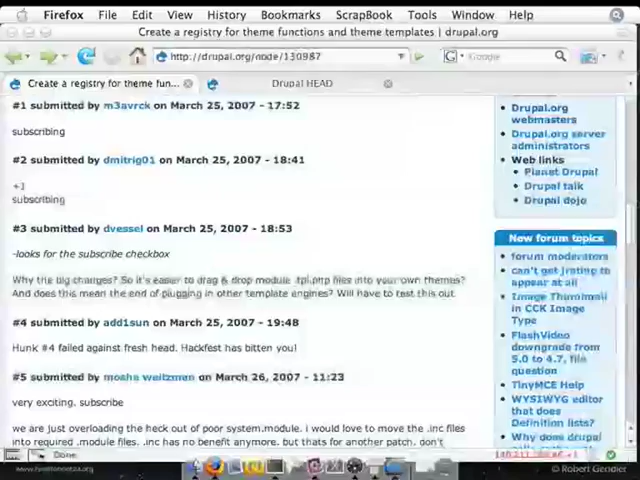 Firefox File Edit View History Bookmarks ScrapBook Tools Window Help
Create a registry for theme functions and theme templates | drupal.org
http://drupal.org/node/130987
Google
Create a registry for theme fun...
Drupal HEAD
#1 submitted by m3avrck on March 25, 2007 - 17:52
subscribing
#2 submitted by dmitrig01 on March 25, 2007 - 18:41
+1
subscribing
#3 submitted by dvessel on March 25, 2007 - 18:53
-looks for the subscribe checkbox
Why the big changes? So it's easier to drag & drop module .tpl.php files into your own themes?
And does this mean the end of plugging in other template engines? Will have to test this out.
#4 submitted by add1sun on March 25, 2007 - 19:48
Hunk #4 failed against fresh head. Hackfest has bitten you!
#5 submitted by moshe weitzman on March 26, 2007 - 11:23
very exciting. subscribe
we are just overloading the heck out of poor system.module. i would love to move the .inc files
into required .module files. .inc has no benefit anymore. but thats for another patch. don't
Drupal.org
webmasters
Drupal.org server
administrators
Web links
Planet Drupal
Drupal talk
Drupal dojo
New forum topics
forum moderators
can't get jrating to
appear at all
Image Thumbnail
in CCK Image
Type
FlashVideo
downgrade from
5.0 to 4.7, file
question
TinyMCE Help
WYSIWYG editor
that does
Definition lists?
Why does drupal
Done
© Robert Gendler